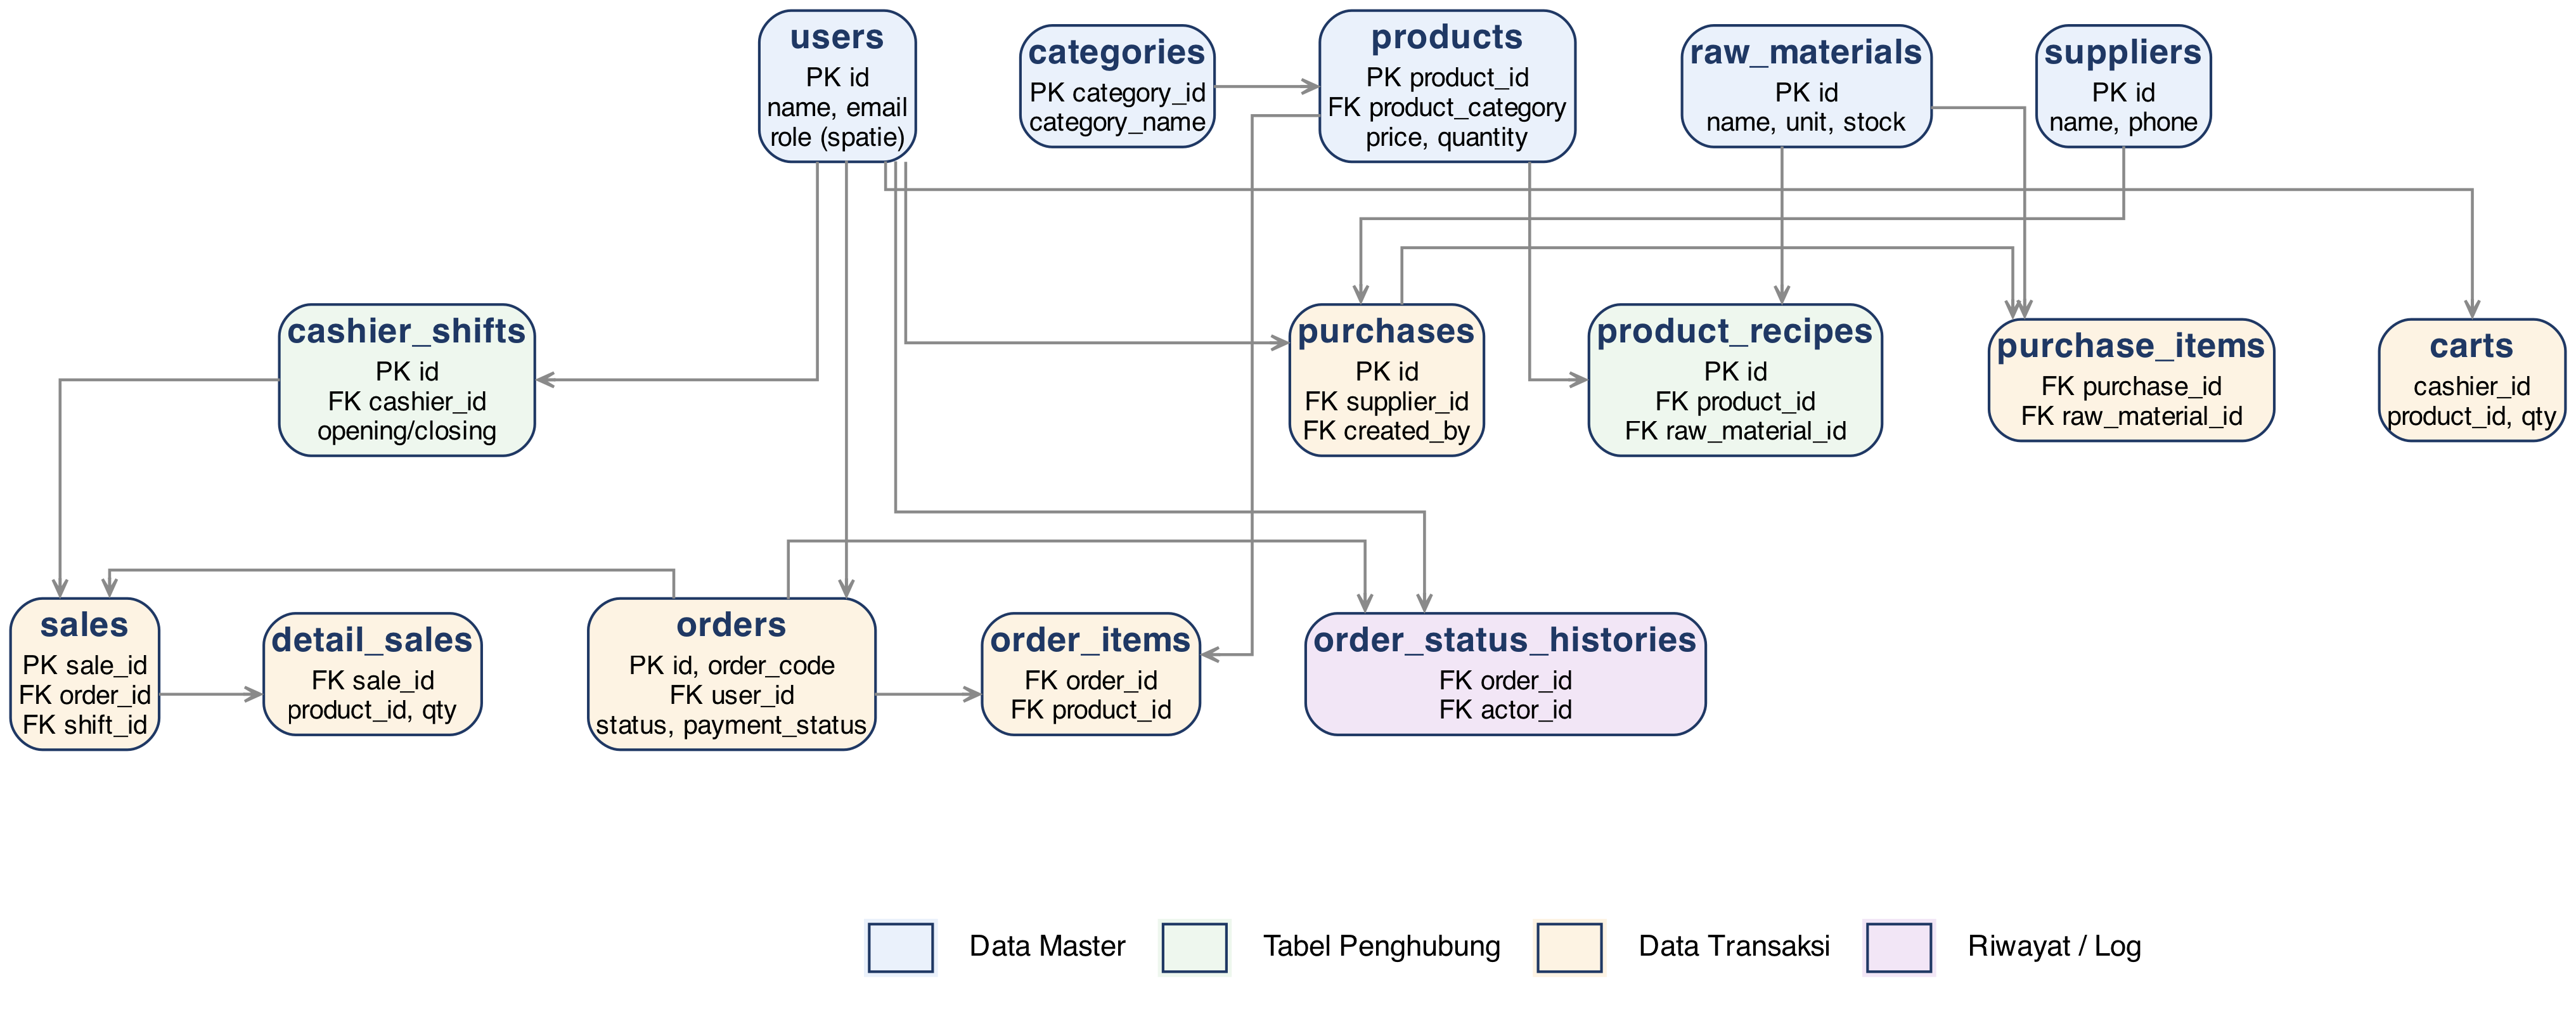 users
PK id
name, email
role (spatie)
categories
PK category_id
category_name
products
PK product_id
FK product_category
price, quantity
raw_materials
PK id
name, unit, stock
suppliers
PK id
name, phone
cashier_shifts
PK id
FK cashier_id
opening/closing
purchases
PK id
FK supplier_id
FK created_by
product_recipes
PK id
FK product_id
FK raw_material_id
purchase_items
FK purchase_id
FK raw_material_id
carts
cashier_id
product_id, qty
sales
PK sale_id
FK order_id
FK shift_id
detail_sales
FK sale_id
product_id, qty
orders
PK id, order_code
FK user_id
status, payment_status
order_items
FK order_id
FK product_id
order_status_histories
FK order_id
FK actor_id
Data Master
Tabel Penghubung
Data Transaksi
Riwayat / Log